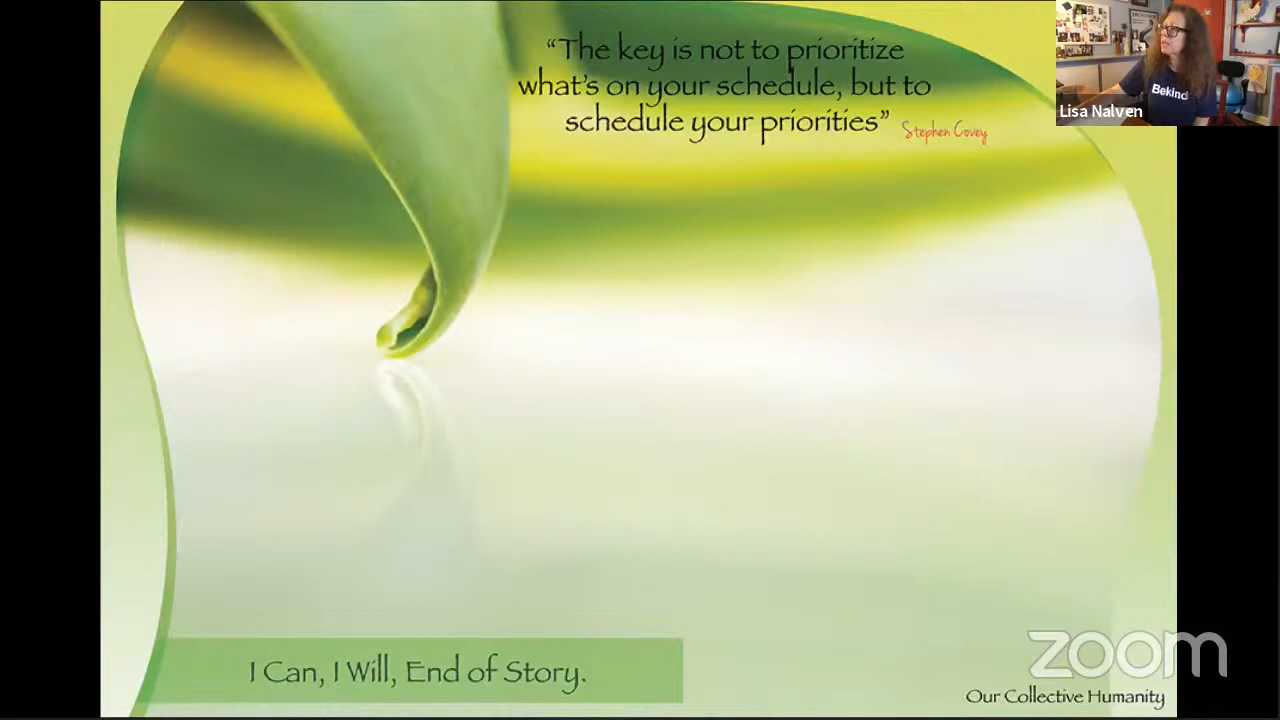 “The key is not to prioritize
what’s on your schedule, but to
schedule your priorities”
Stephen Covey
Bekind
Lisa Nalven
I Can, I Will, End of Story.
zoom
Our Collective Humanity